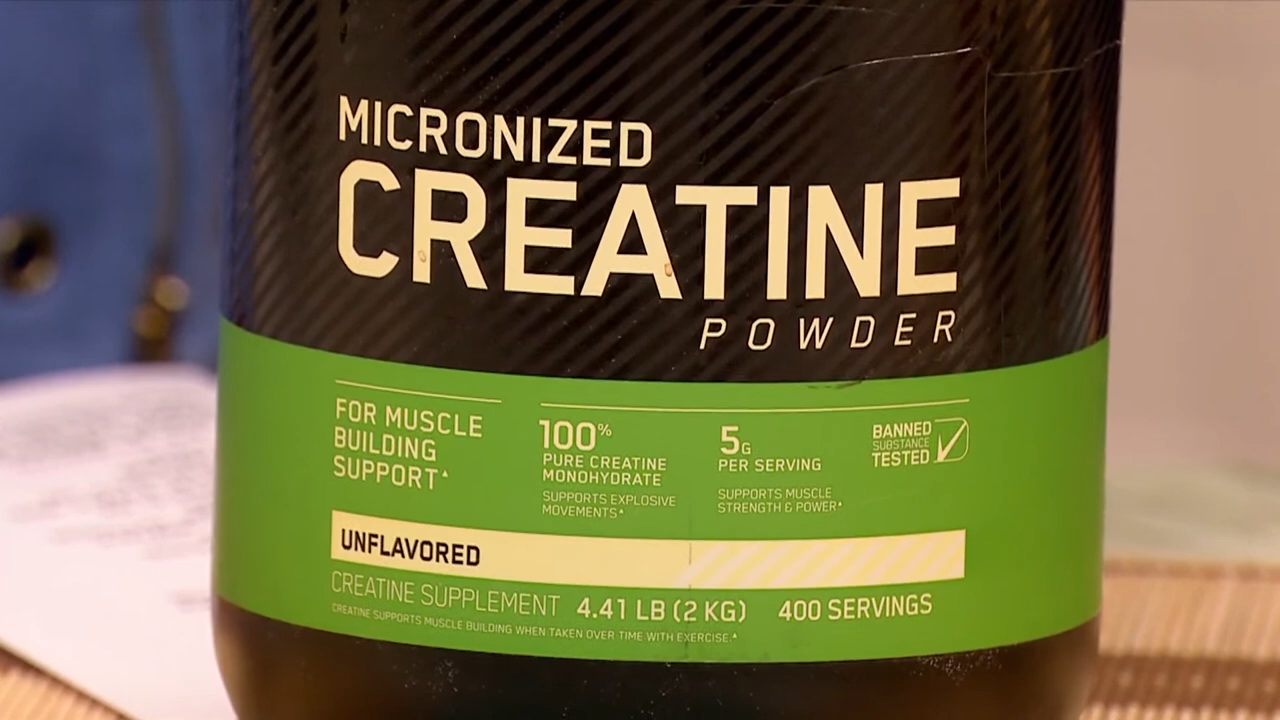 MICRONIZED
CREATINE
POWDER
FOR MUSCLE
BUILDING
SUPPORT▲
100%
PURE CREATINE
MONOHYDRATE
SUPPORTS EXPLOSIVE
MOVEMENTS▲
5G
PER SERVING
SUPPORTS MUSCLE
STRENGTH & POWER▲
BANNED
SUBSTANCE
TESTED
UNFLAVORED
CREATINE SUPPLEMENT 4.41 LB (2 KG) 400 SERVINGS
CREATINE SUPPORTS MUSCLE BUILDING WHEN TAKEN OVER TIME WITH EXERCISE.▲